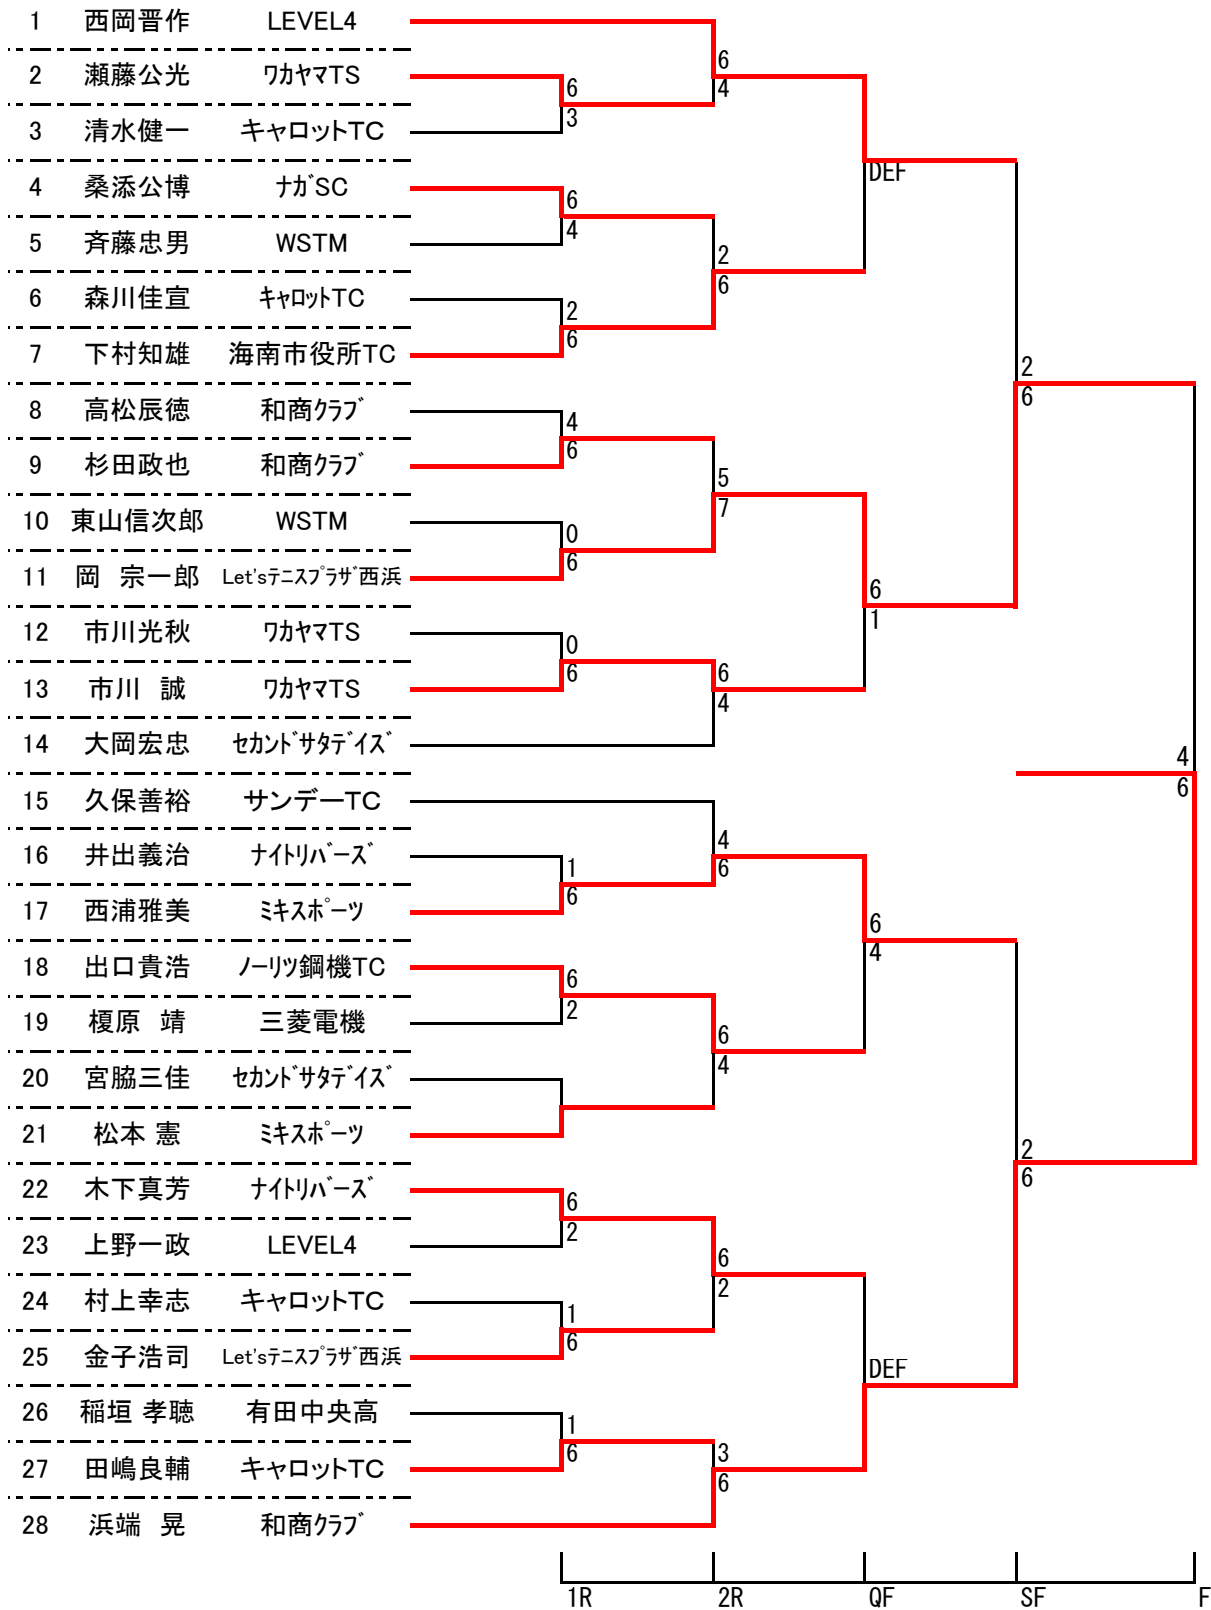 1 西岡晋作 LEVEL4
6
2 瀬藤公光 ﾜｶﾔﾏTS
6
4
3 清水健一 キャロットTC
3
DEF
4 桑添公博 ﾅｶﾞSC
6
5 斉藤忠男 WSTM
4
2
6 森川佳宣 ｷｬﾛｯﾄTC
6
2
7 下村知雄 海南市役所TC
6
2
6
8 高松辰徳 和商ｸﾗﾌﾞ
4
9 杉田政也 和商ｸﾗﾌﾞ
6
5
10 東山信次郎 WSTM
7
0
11 岡 宗一郎 Let'sﾃﾆｽﾌﾟﾗｻﾞ西浜
6
6
1
12 市川光秋 ﾜｶﾔﾏTS
0
13 市川 誠 ﾜｶﾔﾏTS
6
6
4
14 大岡宏忠 ｾｶﾝﾄﾞｻﾀﾃﾞｲｽﾞ
4
6
15 久保善裕 サンデーTC
4
16 井出義治 ﾅｲﾄﾘﾊﾞｰｽﾞ
1
6
17 西浦雅美 ﾐｷｽﾎﾟｰﾂ
6
6
4
18 出口貴浩 ﾉｰﾘﾂ鋼機TC
6
19 榎原 靖 三菱電機
2
6
20 宮脇三佳 ｾｶﾝﾄﾞｻﾀﾃﾞｲｽﾞ
4
21 松本 憲 ﾐｷｽﾎﾟｰﾂ
2
6
22 木下真芳 ﾅｲﾄﾘﾊﾞｰｽﾞ
6
23 上野一政 LEVEL4
2
6
24 村上幸志 キャロットTC
2
1
25 金子浩司 Let'sﾃﾆｽﾌﾟﾗｻﾞ西浜
6
DEF
26 稲垣 孝聴 有田中央高
1
27 田嶋良輔 キャロットTC
6
3
6
28 浜端 晃 和商ｸﾗﾌﾞ
1R 2R QF SF F